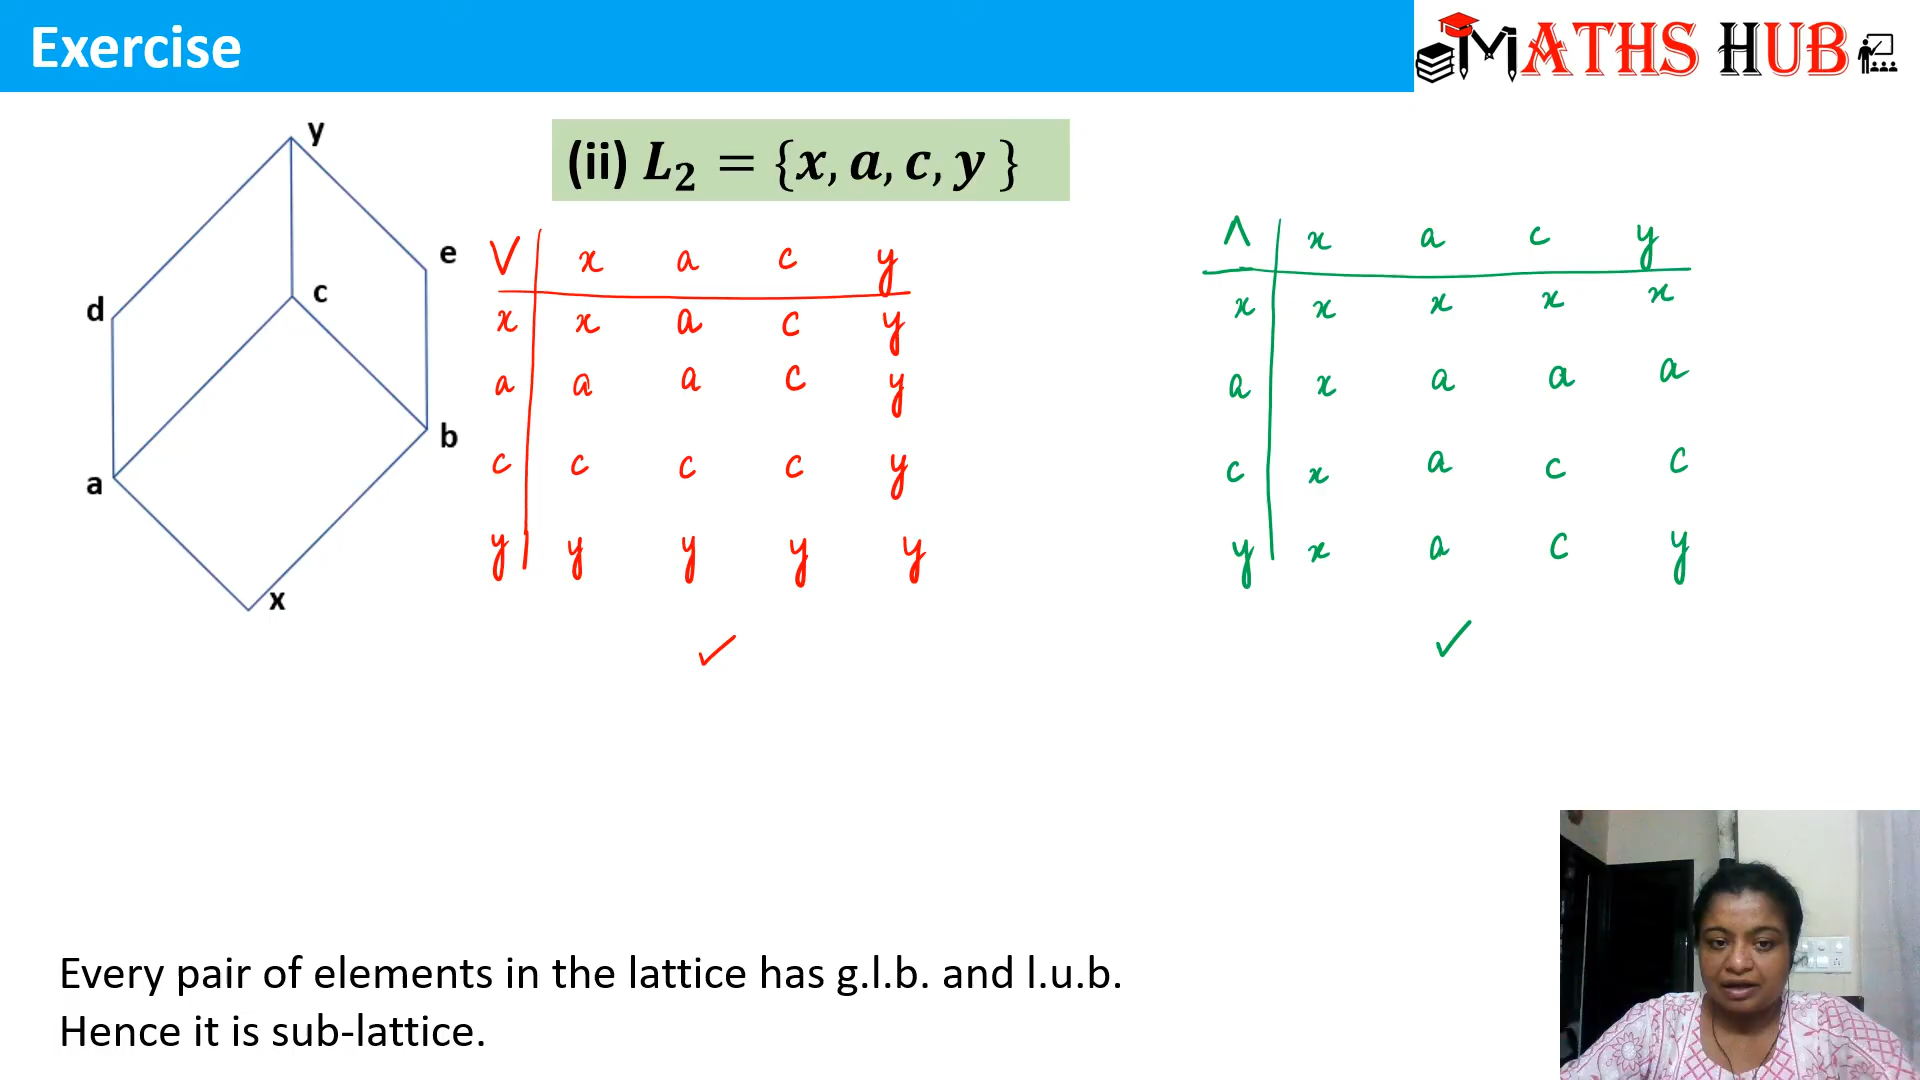 Exercise
MATHS HUB
y
e
c
d
b
a
x
(ii) L₂ = {x, a, c, y }
∨ x a c y
x x a c y
a a a c y
c c c c y
y y y y y
✓
∧ x a c y
x x x x x
a x a a a
c x a c c
y x a c y
✓
Every pair of elements in the lattice has g.l.b. and l.u.b.
Hence it is sub-lattice.